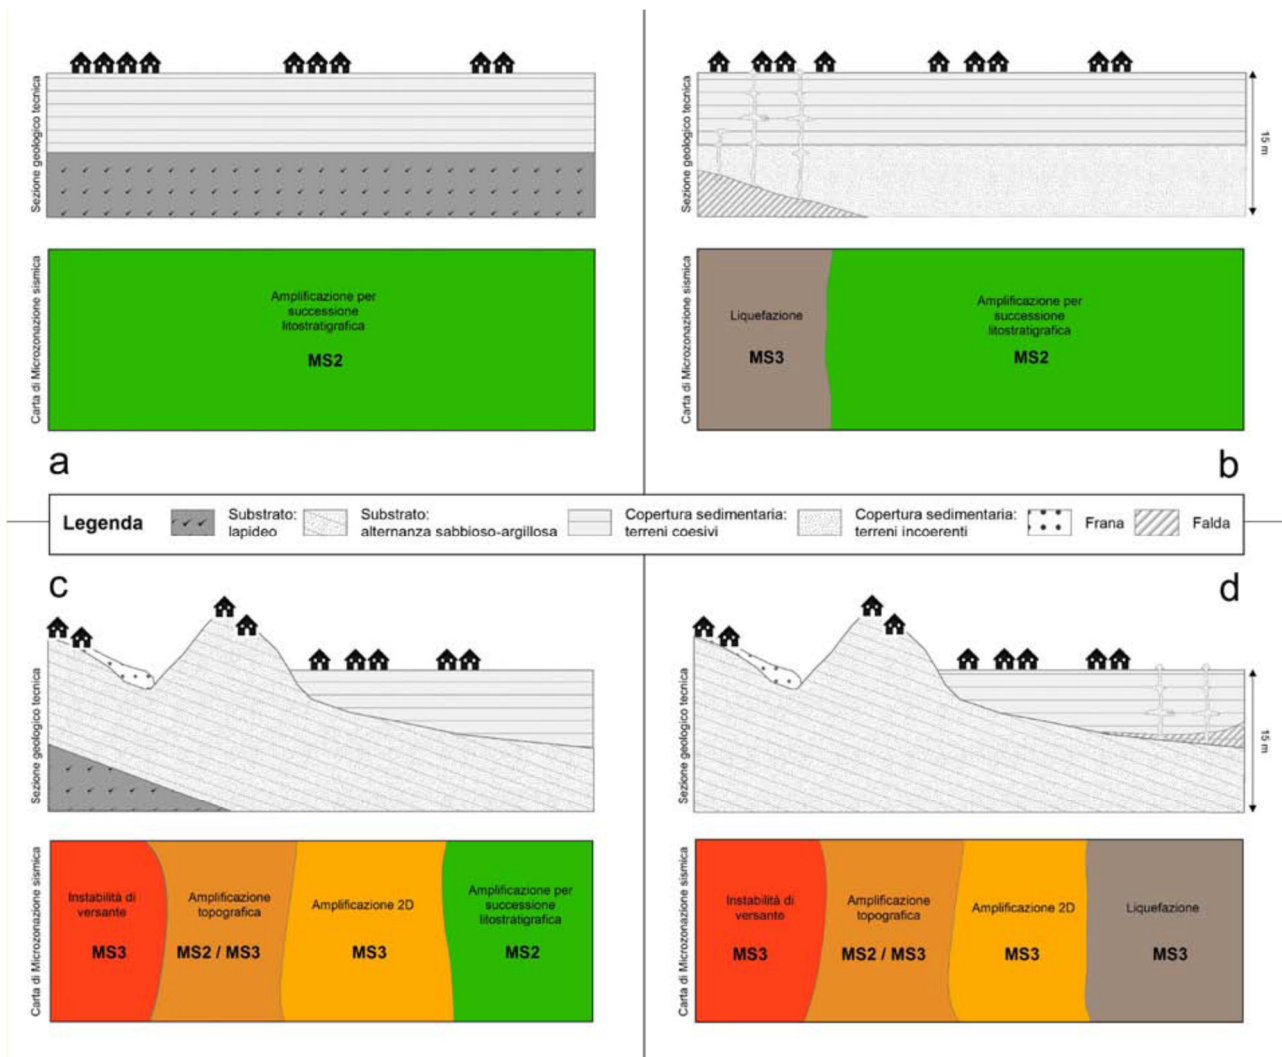 Sezione geologico tecnica
Carta di Microzonazione sismica
Amplificazione per
successione
litostratigrafica
MS2
a
Sezione geologico tecnica
15 m
Carta di Microzonazione sismica
Liquefazione
MS3
Amplificazione per
successione
litostratigrafica
MS2
b
Legenda
Substrato:
lapideo
Substrato:
alternanza sabbioso-argillosa
Copertura sedimentaria:
terreni coesivi
Copertura sedimentaria:
terreni incoerenti
Frana
Falda
c
Sezione geologico tecnica
Carta di Microzonazione sismica
Instabilità di
versante
MS3
Amplificazione
topografica
MS2 / MS3
Amplificazione 2D
MS3
Amplificazione per
successione
litostratigrafica
MS2
d
Sezione geologico tecnica
15 m
Carta di Microzonazione sismica
Instabilità di
versante
MS3
Amplificazione
topografica
MS2 / MS3
Amplificazione 2D
MS3
Liquefazione
MS3